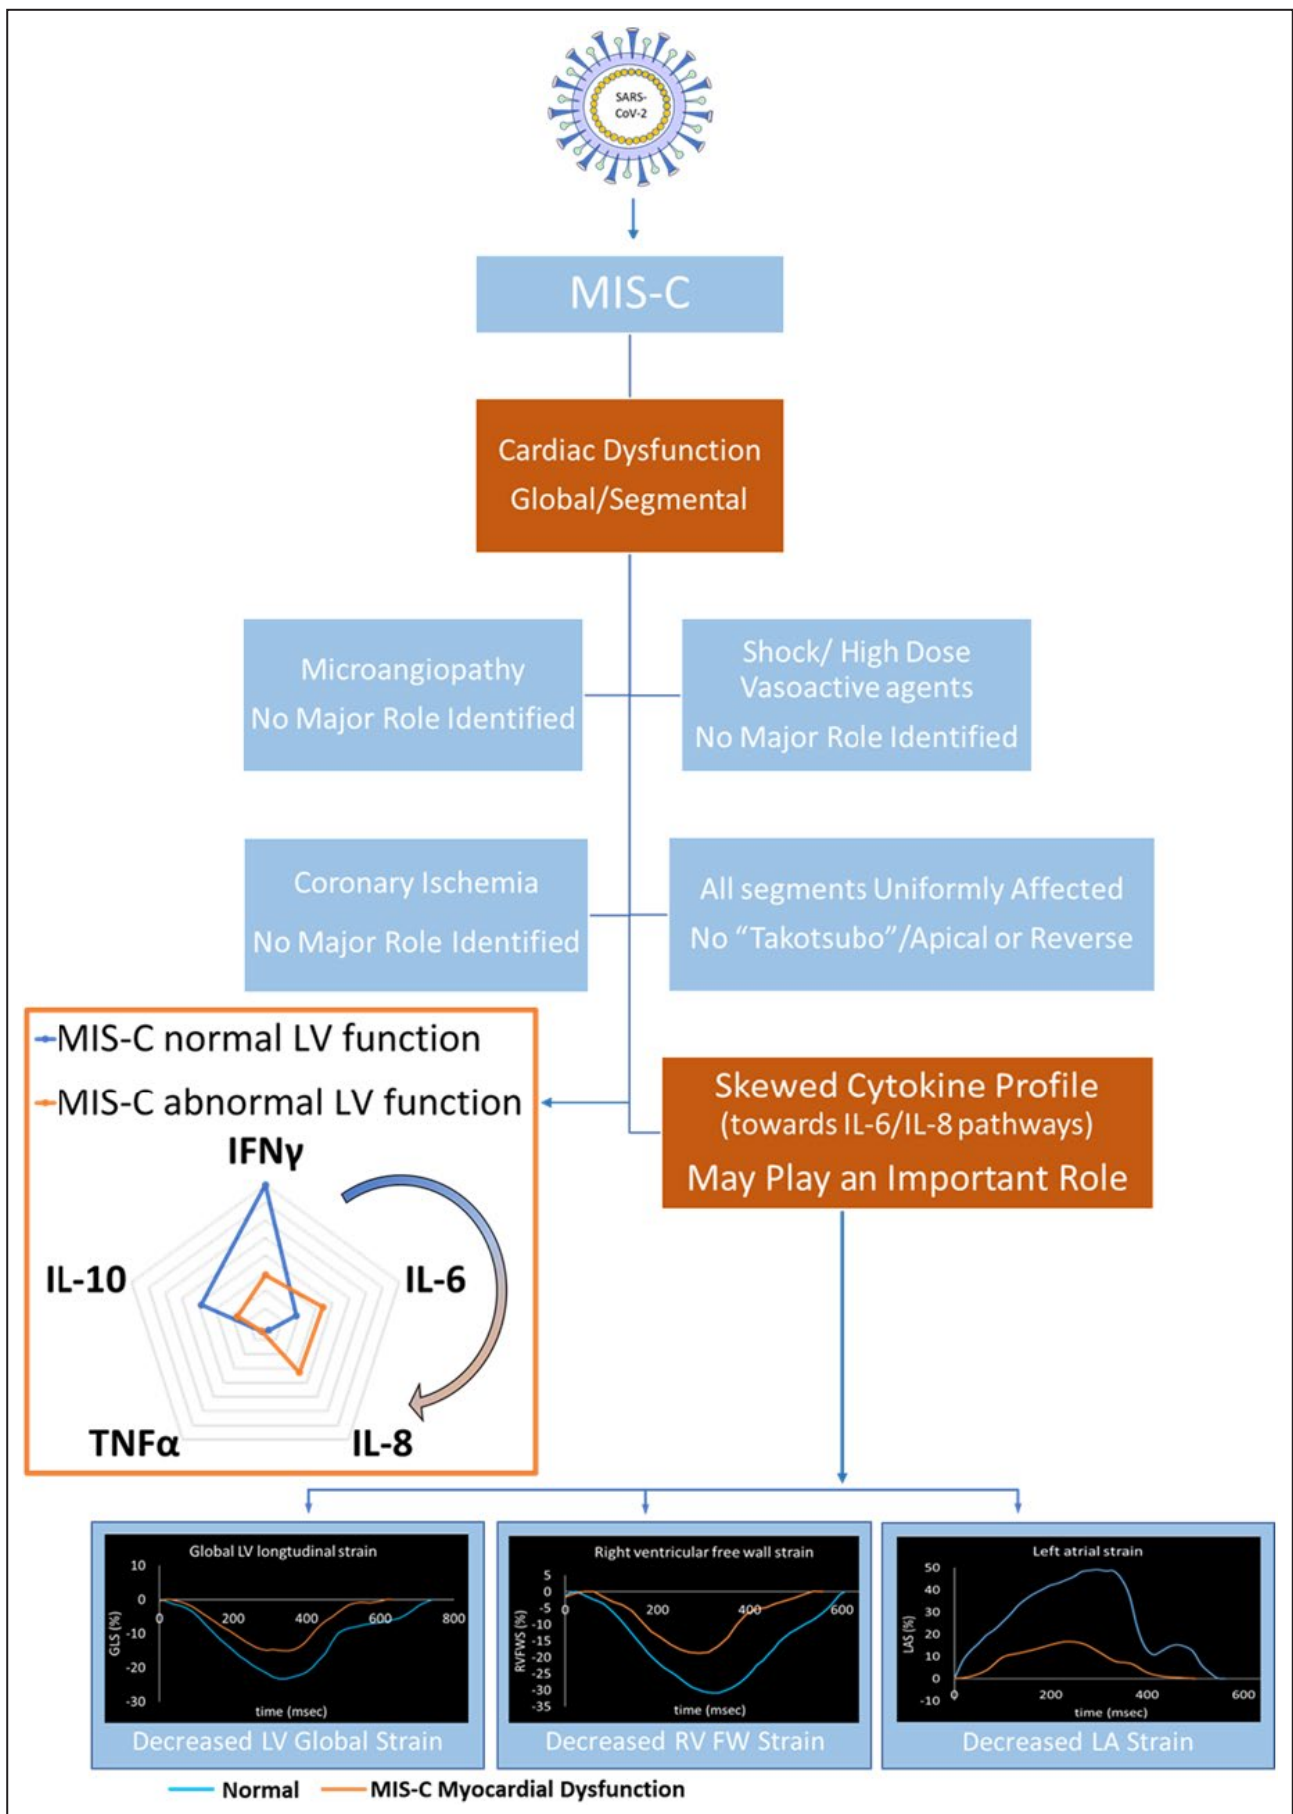 SARS-
CoV-2
MIS-C
Cardiac Dysfunction
Global/Segmental
Microangiopathy
No Major Role Identified
Shock/ High Dose
Vasoactive agents
No Major Role Identified
Coronary Ischemia
No Major Role Identified
All segments Uniformly Affected
No “Takotsubo”/Apical or Reverse
MIS-C normal LV function
MIS-C abnormal LV function
IFNγ
IL-10
IL-6
TNFα
IL-8
Skewed Cytokine Profile
(towards IL-6/IL-8 pathways)
May Play an Important Role
Global LV longtudinal strain
10
0
-10
-20
-30
GLS (%)
0
200
400
600
800
time (msec)
Decreased LV Global Strain
Right ventricular free wall strain
5
0
-5
-10
-15
-20
-25
-30
-35
RVFWS (%)
0
200
400
600
time (msec)
Decreased RV FW Strain
Left atrial strain
50
40
30
20
10
0
-10
LAS (%)
0
200
400
600
time (msec)
Decreased LA Strain
Normal
MIS-C Myocardial Dysfunction